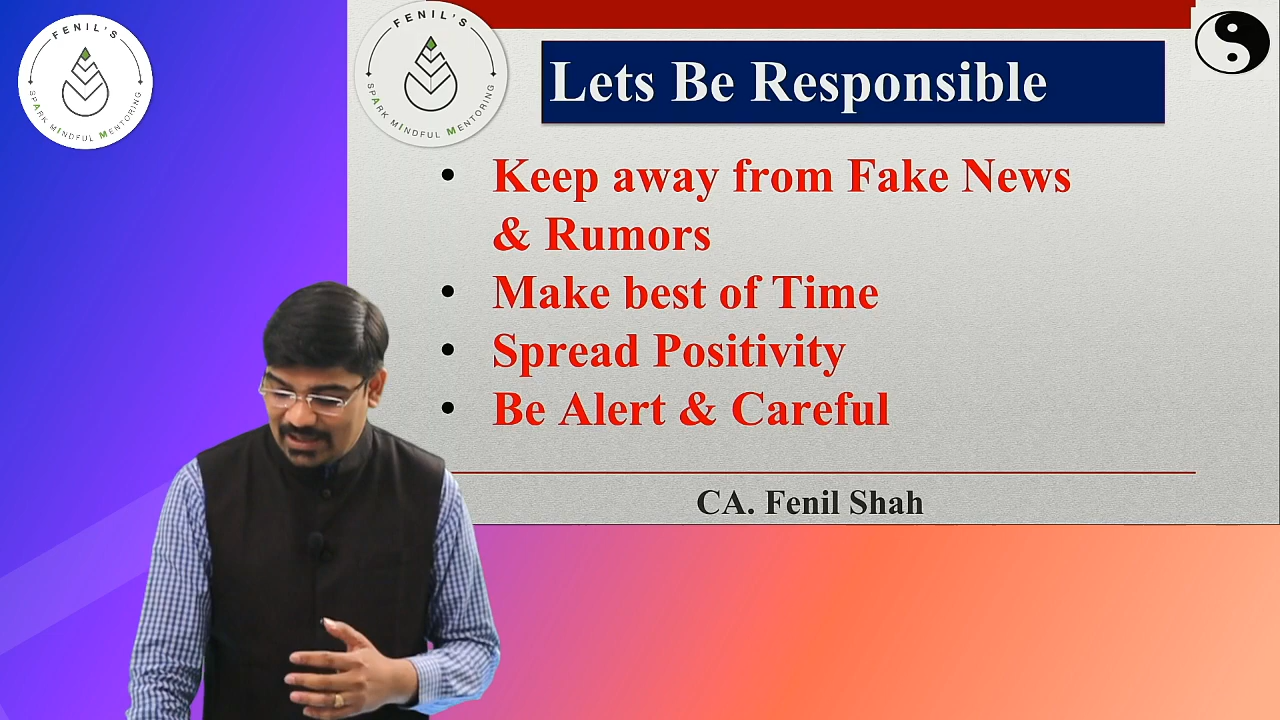 FENIL'S
SPARK MINDFUL MENTORING
FENIL'S
SPARK MINDFUL MENTORING
Lets Be Responsible
• Keep away from Fake News
& Rumors
• Make best of Time
• Spread Positivity
• Be Alert & Careful
CA. Fenil Shah